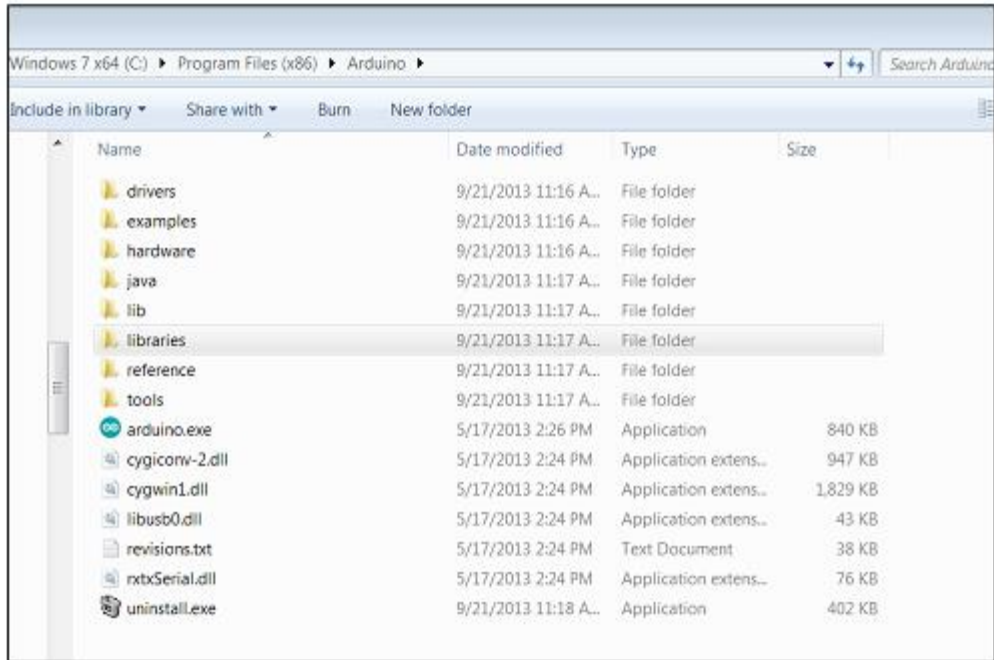 Windows 7 x64 (C:) ▸ Program Files (x86) ▸ Arduino ▸ Search Arduino
Include in library ▾ Share with ▾ Burn New folder
Name Date modified Type Size
drivers 9/21/2013 11:16 A... File folder
examples 9/21/2013 11:16 A... File folder
hardware 9/21/2013 11:16 A... File folder
java 9/21/2013 11:17 A... File folder
lib 9/21/2013 11:17 A... File folder
libraries 9/21/2013 11:17 A... File folder
reference 9/21/2013 11:17 A... File folder
tools 9/21/2013 11:17 A... File folder
arduino.exe 5/17/2013 2:26 PM Application 840 KB
cygiconv-2.dll 5/17/2013 2:24 PM Application extens... 947 KB
cygwin1.dll 5/17/2013 2:24 PM Application extens... 1,829 KB
libusb0.dll 5/17/2013 2:24 PM Application extens... 43 KB
revisions.txt 5/17/2013 2:24 PM Text Document 38 KB
rxtxSerial.dll 5/17/2013 2:24 PM Application extens... 76 KB
uninstall.exe 9/21/2013 11:18 A... Application 402 KB